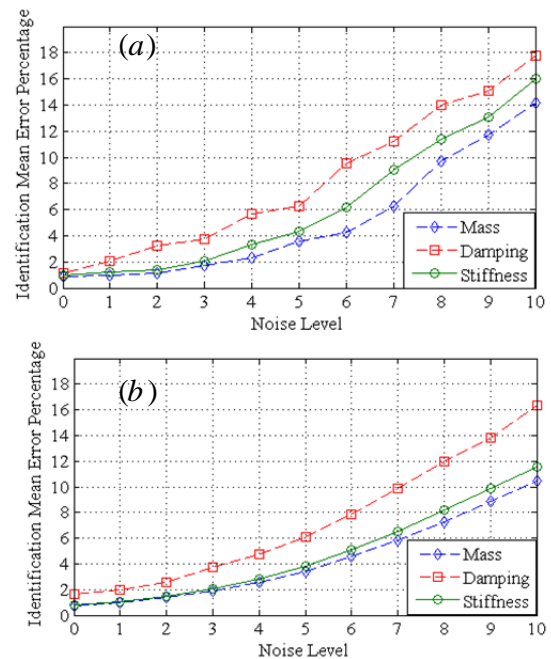 (a)
Identification Mean Error Percentage
18
16
14
12
10
8
6
4
2
0
0 1 2 3 4 5 6 7 8 9 10
Noise Level
Mass
Damping
Stiffness
(b)
Identification Mean Error Percentage
18
16
14
12
10
8
6
4
2
0
0 1 2 3 4 5 6 7 8 9 10
Noise Level
Mass
Damping
Stiffness